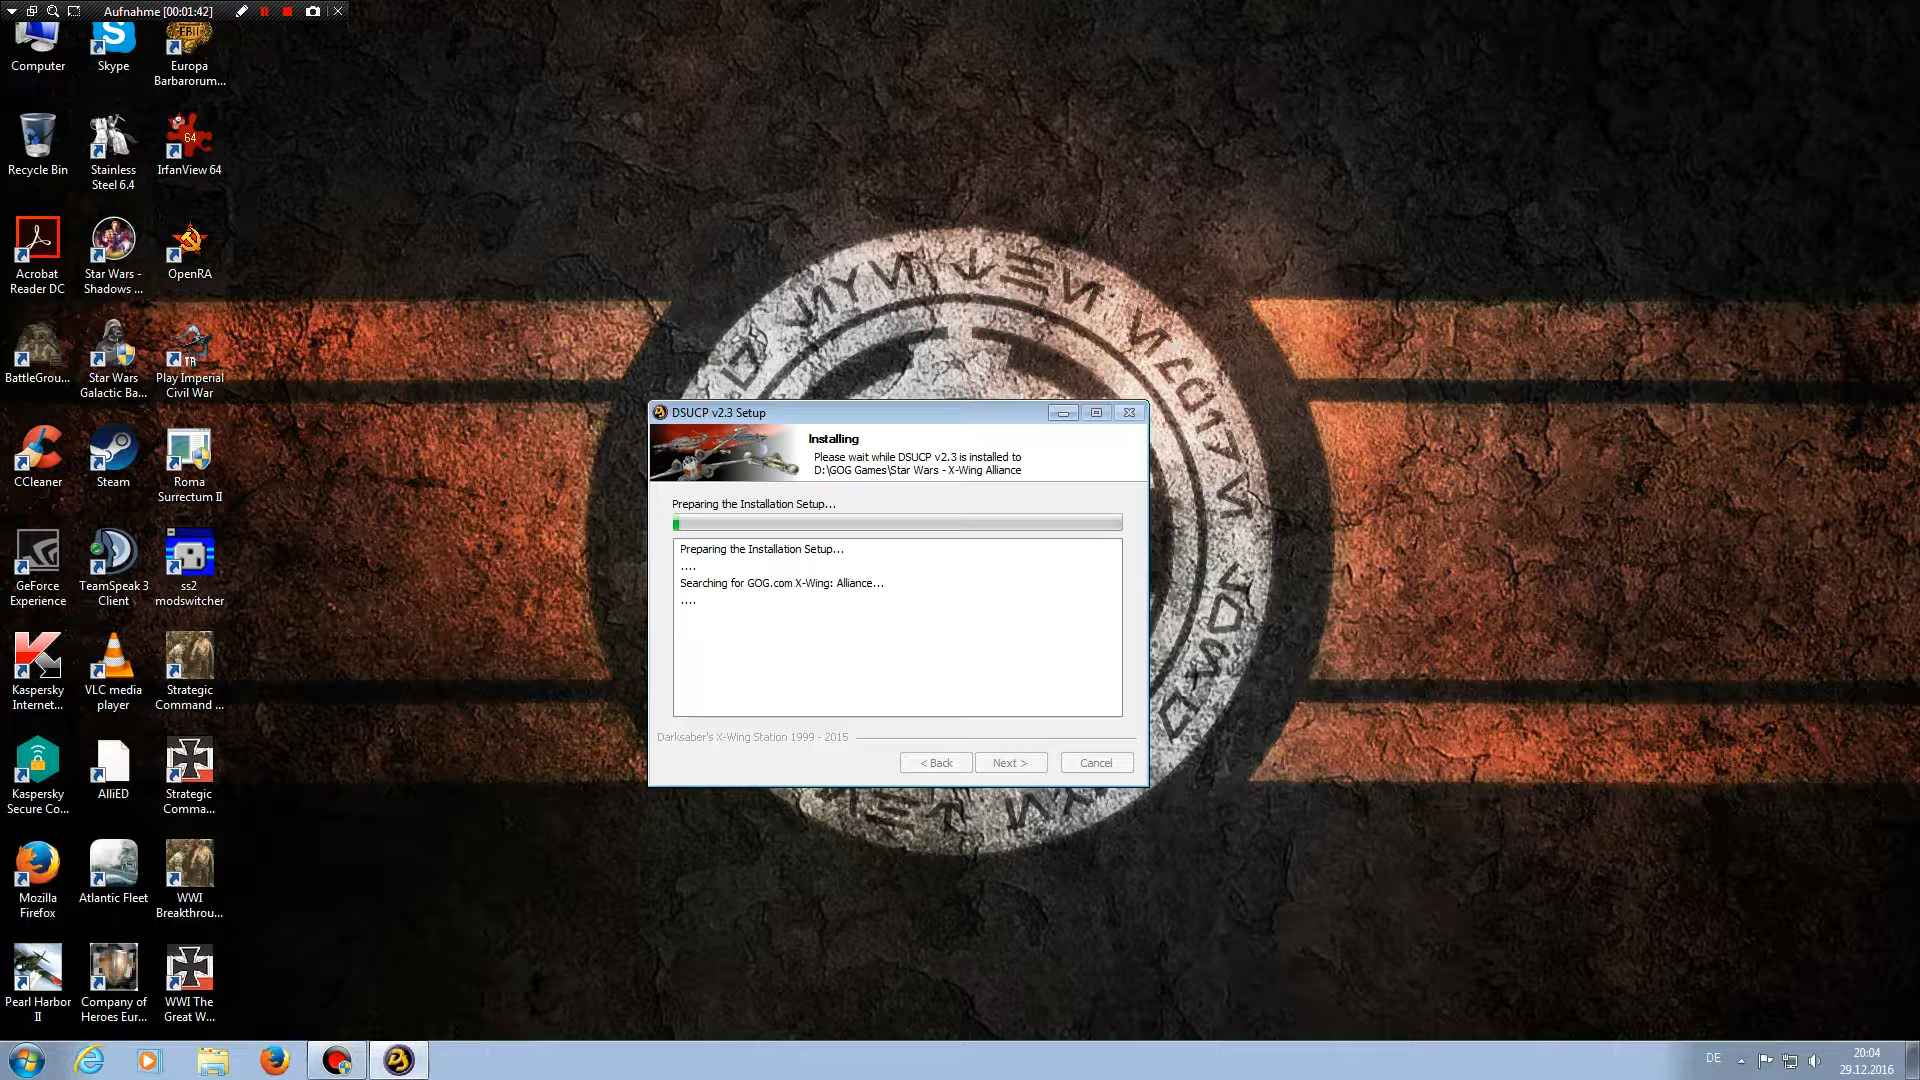 Aufnahme [00:01:42]
Computer
Skype
Europa
Barbarorum...
EBII
Recycle Bin
Stainless
Steel 6.4
64
IrfanView 64
Acrobat
Reader DC
Star Wars -
Shadows ...
OpenRA
BattleGrou...
Star Wars
Galactic Ba...
Play Imperial
Civil War
CCleaner
Steam
Roma
Surrectum II
GeForce
Experience
TeamSpeak 3
Client
ss2
modswitcher
Kaspersky
Internet...
VLC media
player
Strategic
Command ...
Kaspersky
Secure Co...
AlliED
Strategic
Comma...
Mozilla
Firefox
Atlantic Fleet
WWI
Breakthrou...
Pearl Harbor
II
Company of
Heroes Eur...
WWI The
Great W...
DSUCP v2.3 Setup
Installing
Please wait while DSUCP v2.3 is installed to
D:\GOG Games\Star Wars - X-Wing Alliance
Preparing the Installation Setup...
Preparing the Installation Setup...
....
Searching for GOG.com X-Wing: Alliance...
....
Darksaber's X-Wing Station 1999 - 2015
< Back
Next >
Cancel
DE
20:04
29.12.2016